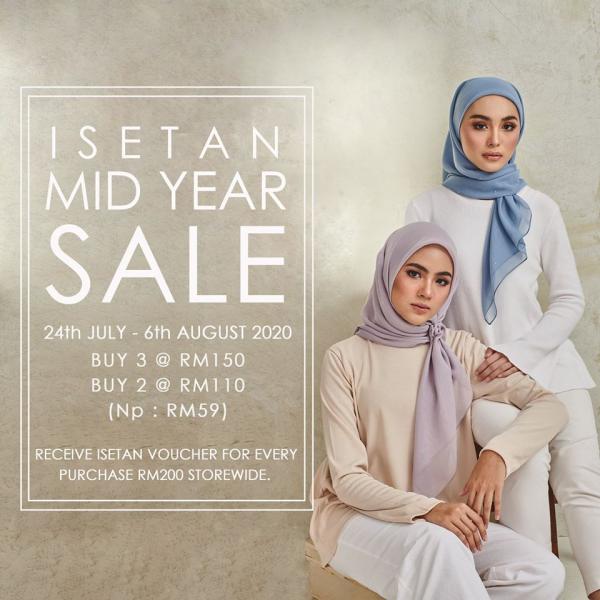 ISETAN
MID YEAR
SALE
24th JULY - 6th AUGUST 2020
BUY 3 @ RM150
BUY 2 @ RM110
(Np : RM59)
RECEIVE ISETAN VOUCHER FOR EVERY
PURCHASE RM200 STOREWIDE.